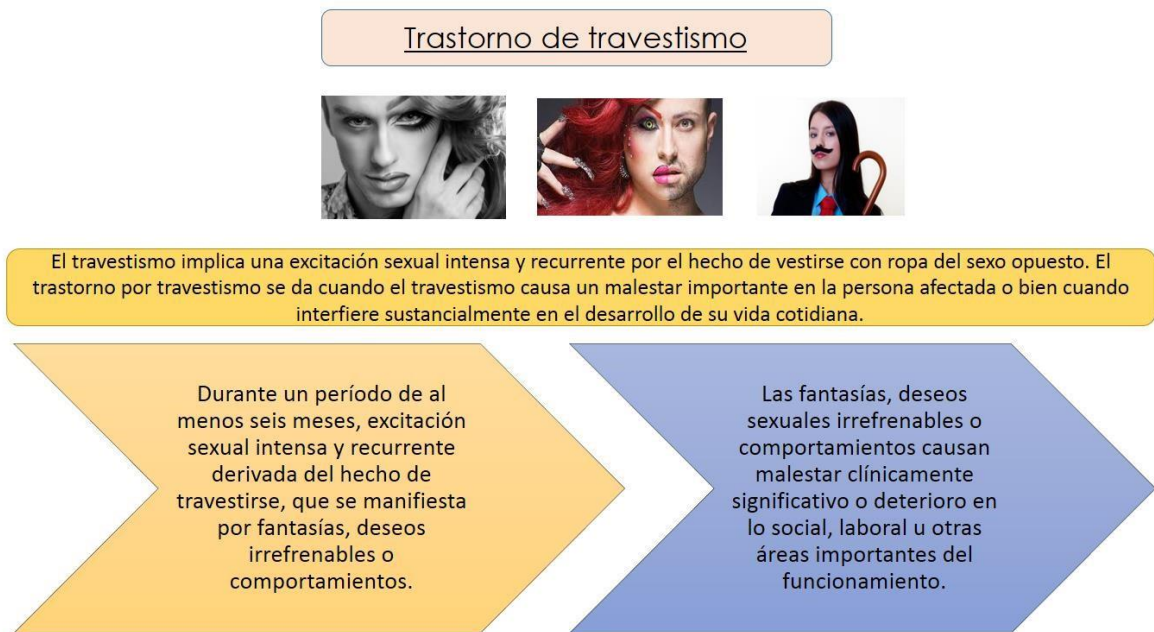 Trastorno de travestismo
El travestismo implica una excitación sexual intensa y recurrente por el hecho de vestirse con ropa del sexo opuesto. El
trastorno por travestismo se da cuando el travestismo causa un malestar importante en la persona afectada o bien cuando
interfiere sustancialmente en el desarrollo de su vida cotidiana.
Durante un período de al
menos seis meses, excitación
sexual intensa y recurrente
derivada del hecho de
travestirse, que se manifiesta
por fantasías, deseos
irrefrenables o
comportamientos.
Las fantasías, deseos
sexuales irrefrenables o
comportamientos causan
malestar clínicamente
significativo o deterioro en
lo social, laboral u otras
áreas importantes del
funcionamiento.